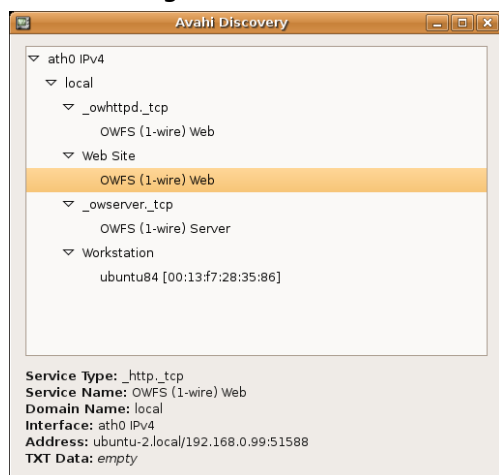 Avahi Discovery
ath0 IPv4
local
_owhttpd._tcp
OWFS (1-wire) Web
Web Site
OWFS (1-wire) Web
_owserver._tcp
OWFS (1-wire) Server
Workstation
ubuntu84 [00:13:f7:28:35:86]
Service Type: _http._tcp
Service Name: OWFS (1-wire) Web
Domain Name: local
Interface: ath0 IPv4
Address: ubuntu-2.local/192.168.0.99:51588
TXT Data: empty